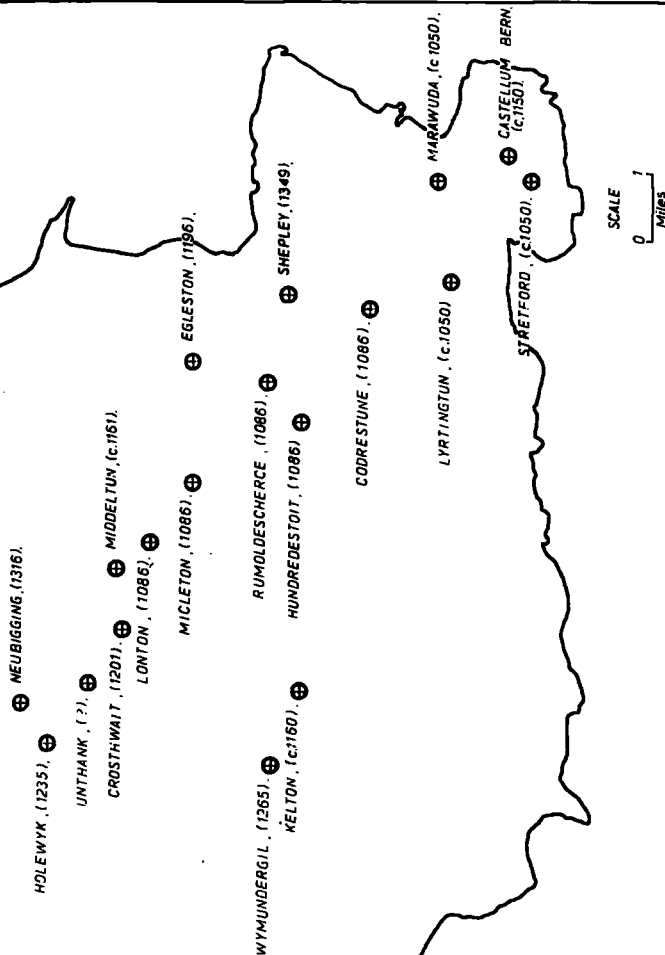 NEUBIGGING, (1316).
HOLEWYK, (1235).
UNTHANK, (?).
CROSTHWAIT, (1201).
MIDDELTUN, (c.1161).
LONTON, (1086).
MICLETON, (1086).
EGLESTON, (1196).
WYMUNDERGIL, (1265).
KELTON, (c.1160).
RUMOLDESCHERCE, (1086).
HUNDREDESTOIT, (1086)
SHEPLEY, (1349).
CODRESTUNE, (1086).
LYRTINGTUN, (c.1050)
MARAWUDA, (c 1050).
CASTELLUM BERN.
(c.1150).
STRETFORD, (c.1050).
SCALE
0 1
Miles